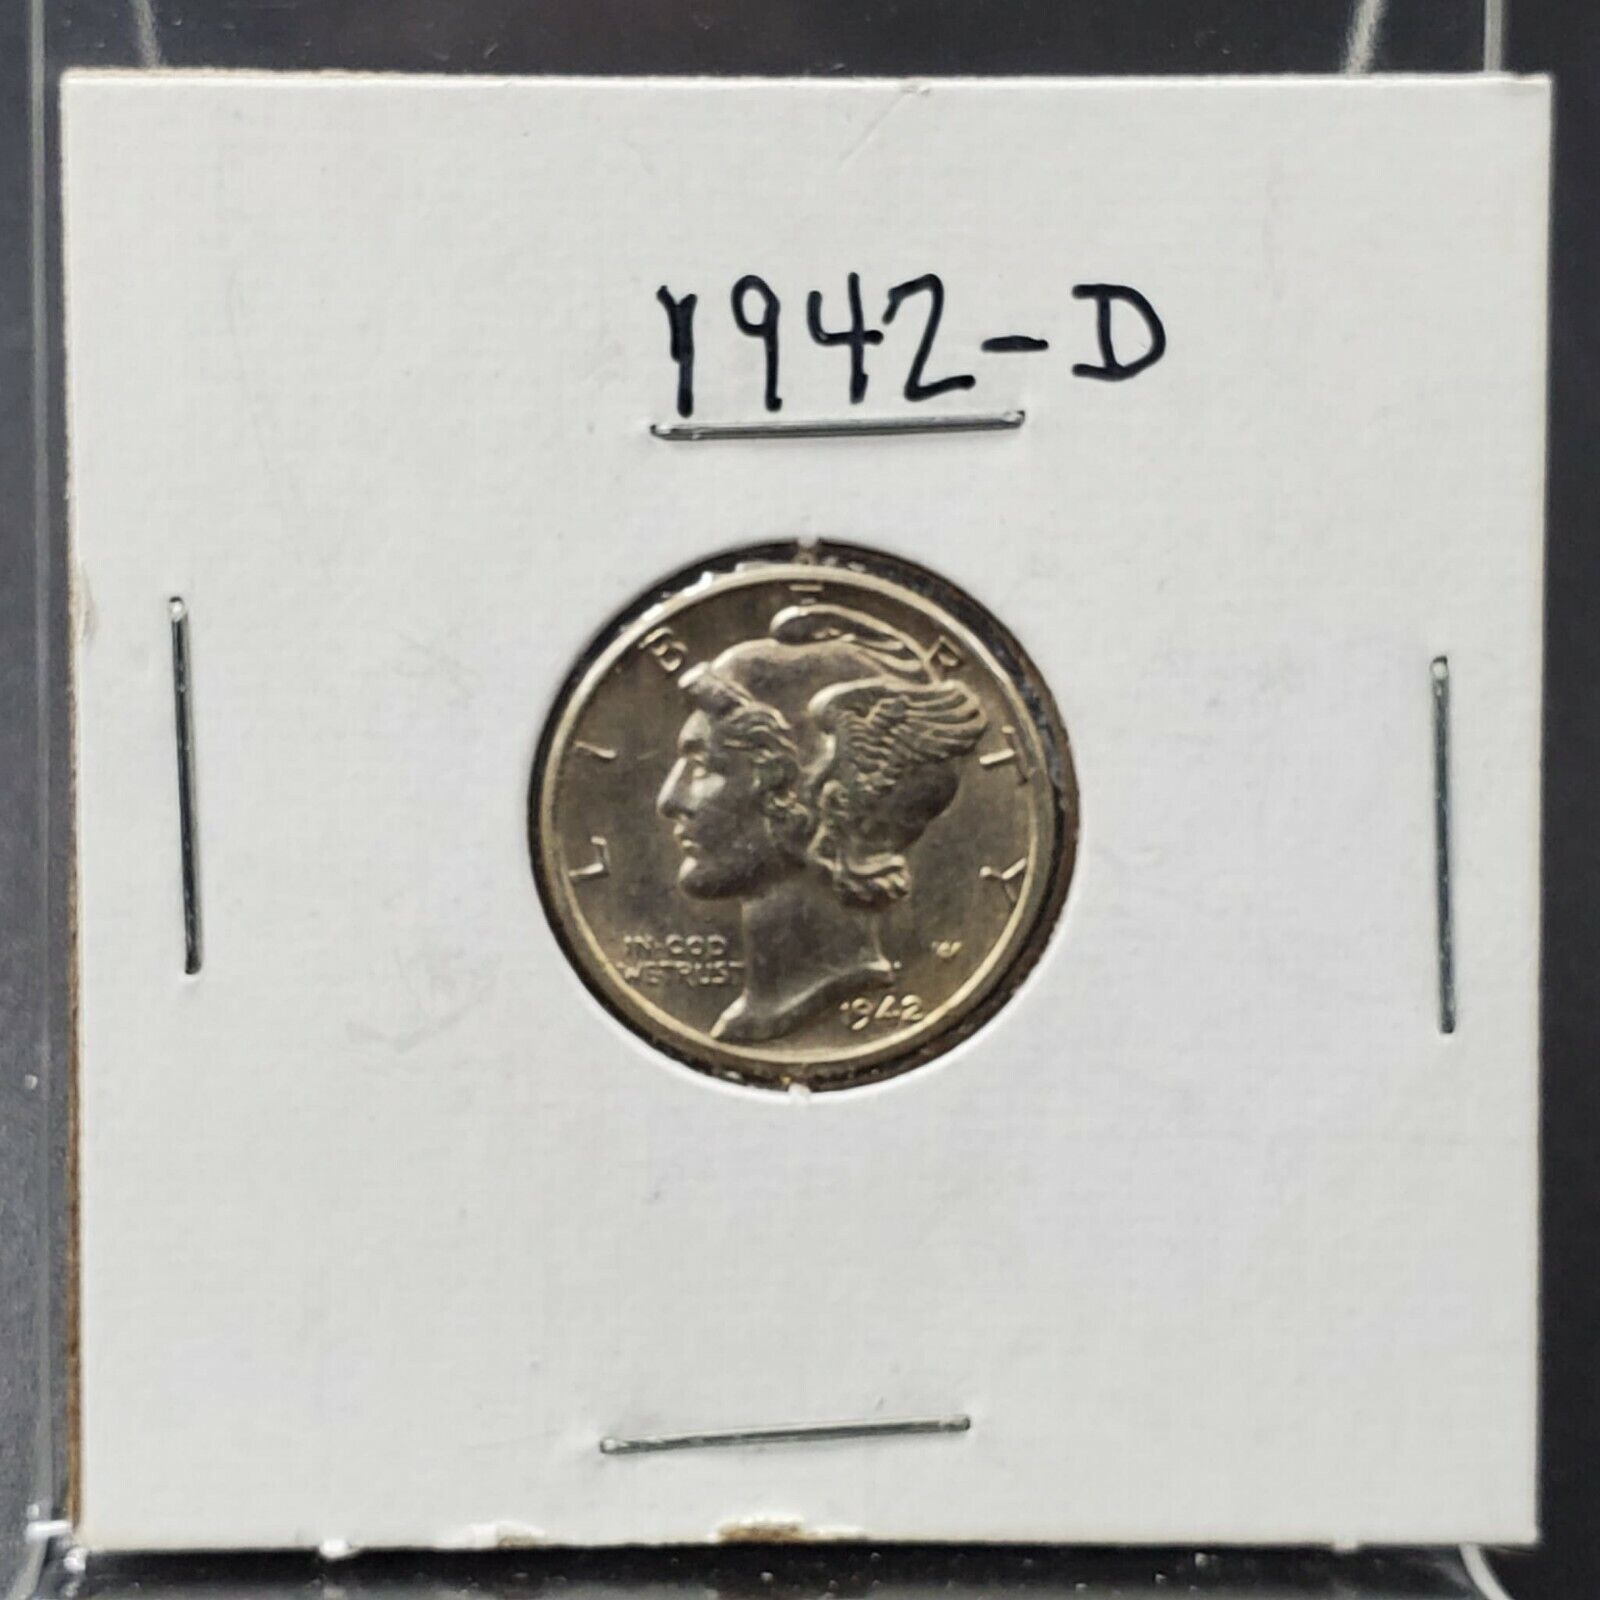 1942-D
LIBERTY
IN GOD
WE TRUST
1942